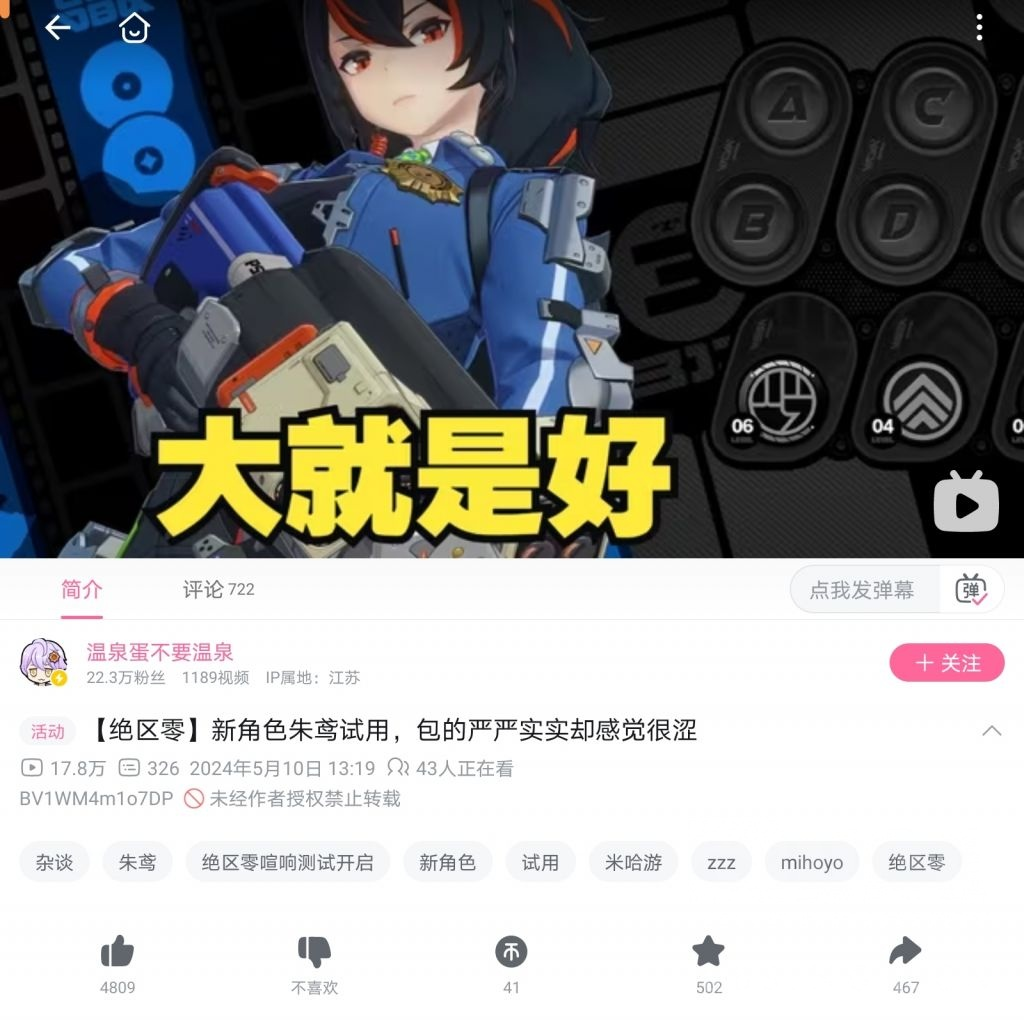 A
C
B
D
06
LEVEL
04
LEVEL
大就是好
简介
评论 722
点我发弹幕
弹
温泉蛋不要温泉
22.3万粉丝 1189视频 IP属地：江苏
+ 关注
活动
【绝区零】新角色朱鸢试用，包的严严实实却感觉很涩
17.8万 326 2024年5月10日 13:19 43人正在看
BV1WM4m1o7DP 未经作者授权禁止转载
杂谈 朱鸢 绝区零喧响测试开启 新角色 试用 米哈游 zzz mihoyo 绝区零
4809 不喜欢 41 502 467